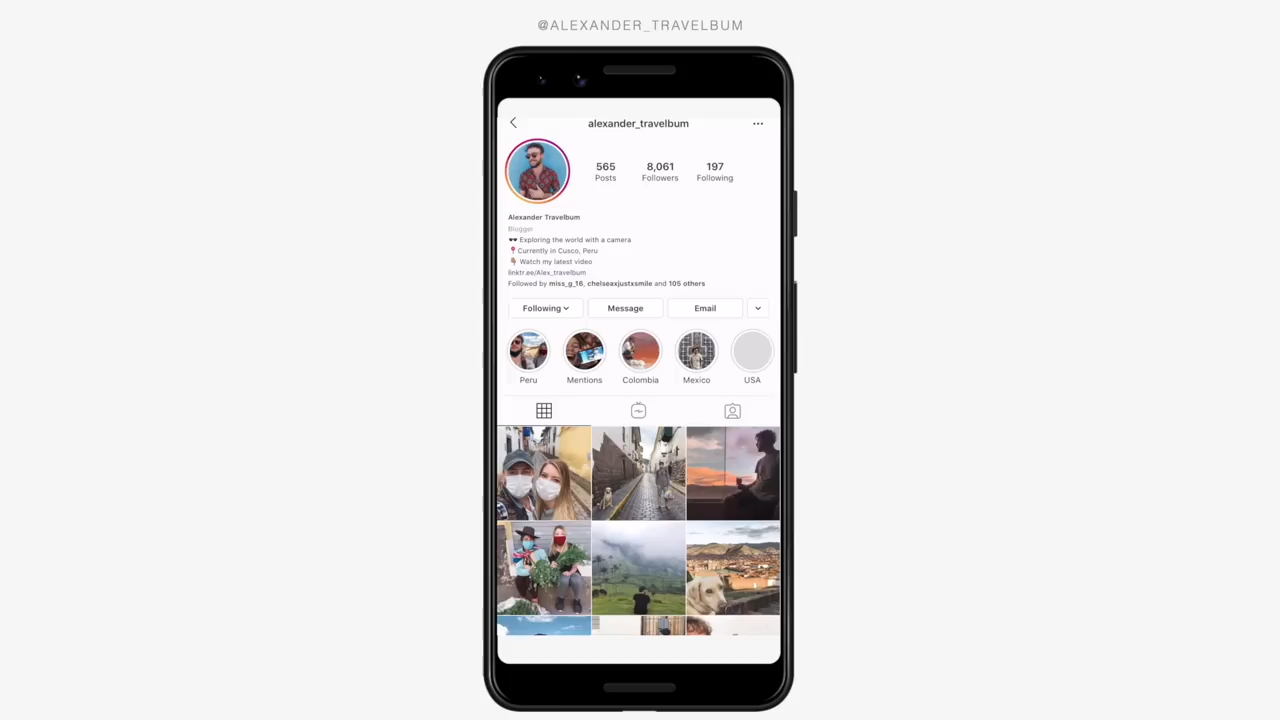 @ALEXANDER_TRAVELBUM
alexander_travelbum
565 8,061 197
Posts Followers Following
Alexander Travelbum
Blogger
🕶️ Exploring the world with a camera
📍Currently in Cusco, Peru
👇🏽 Watch my latest video
linktr.ee/Alex_travelbum
Followed by miss_g_16, chelseaxjustxsmile and 105 others
Following Message Email
Peru Mentions Colombia Mexico USA